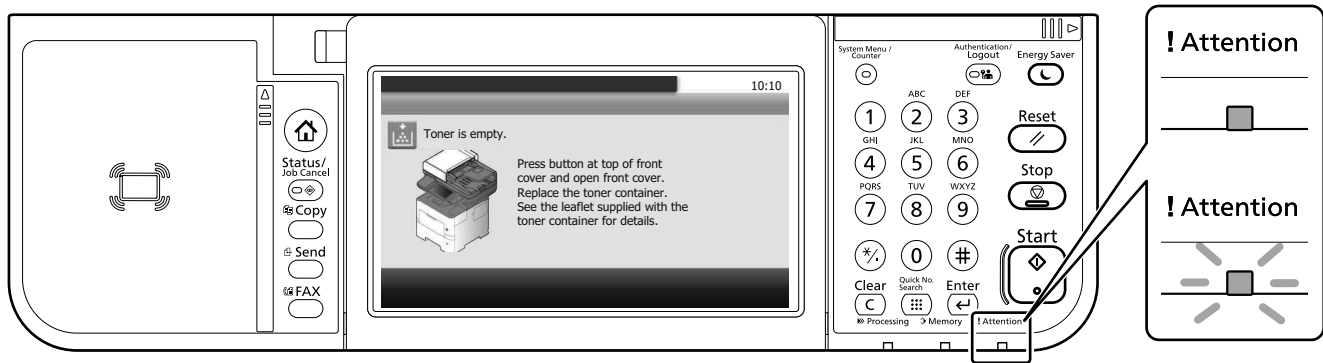 10:10
Toner is empty.
Press button at top of front
cover and open front cover.
Replace the toner container.
See the leaflet supplied with the
toner container for details.
Status/
Job Cancel
Copy
Send
FAX
System Menu /
Counter
Authentication/
Logout
Energy Saver
ABC
DEF
1
2
3
Reset
GHI
JKL
MNO
4
5
6
Stop
PQRS
TUV
WXYZ
7
8
9
Start
*/.
0
#
Clear
Quick No.
Search
Enter
C
Processing
Memory
! Attention
! Attention
! Attention